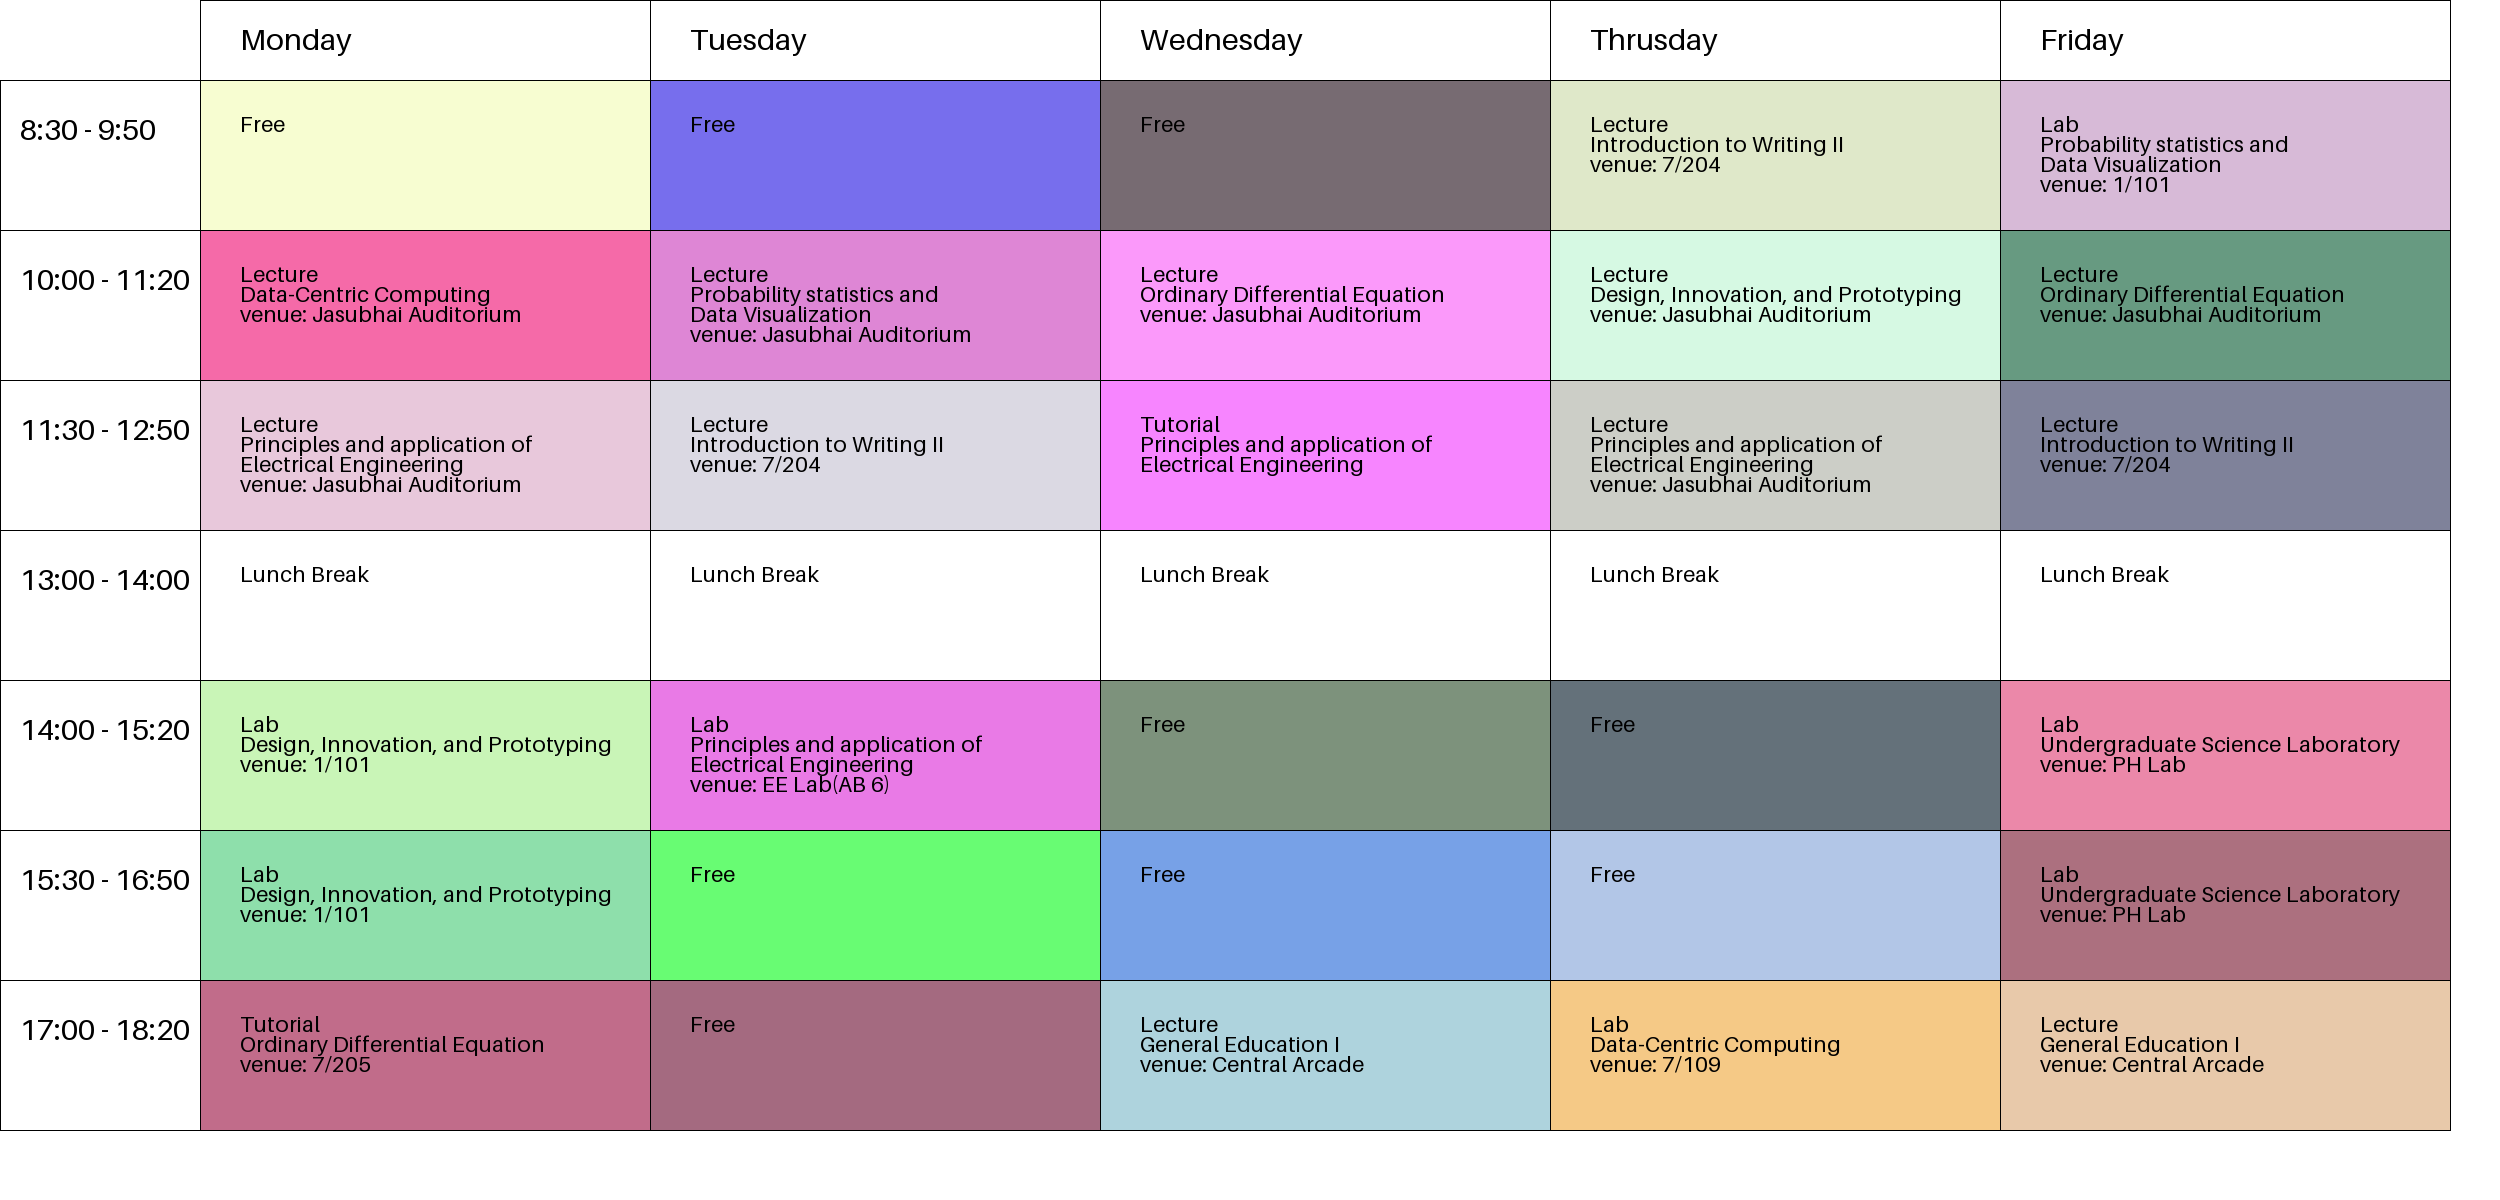 Monday
Tuesday
Wednesday
Thrusday
Friday
8:30 - 9:50
Free
Free
Free
Lecture
Introduction to Writing II
venue: 7/204
Lab
Probability statistics and
Data Visualization
venue: 1/101
10:00 - 11:20
Lecture
Data-Centric Computing
venue: Jasubhai Auditorium
Lecture
Probability statistics and
Data Visualization
venue: Jasubhai Auditorium
Lecture
Ordinary Differential Equation
venue: Jasubhai Auditorium
Lecture
Design, Innovation, and Prototyping
venue: Jasubhai Auditorium
Lecture
Ordinary Differential Equation
venue: Jasubhai Auditorium
11:30 - 12:50
Lecture
Principles and application of
Electrical Engineering
venue: Jasubhai Auditorium
Lecture
Introduction to Writing II
venue: 7/204
Tutorial
Principles and application of
Electrical Engineering
Lecture
Principles and application of
Electrical Engineering
venue: Jasubhai Auditorium
Lecture
Introduction to Writing II
venue: 7/204
13:00 - 14:00
Lunch Break
Lunch Break
Lunch Break
Lunch Break
Lunch Break
14:00 - 15:20
Lab
Design, Innovation, and Prototyping
venue: 1/101
Lab
Principles and application of
Electrical Engineering
venue: EE Lab(AB 6)
Free
Free
Lab
Undergraduate Science Laboratory
venue: PH Lab
15:30 - 16:50
Lab
Design, Innovation, and Prototyping
venue: 1/101
Free
Free
Free
Lab
Undergraduate Science Laboratory
venue: PH Lab
17:00 - 18:20
Tutorial
Ordinary Differential Equation
venue: 7/205
Free
Lecture
General Education I
venue: Central Arcade
Lab
Data-Centric Computing
venue: 7/109
Lecture
General Education I
venue: Central Arcade